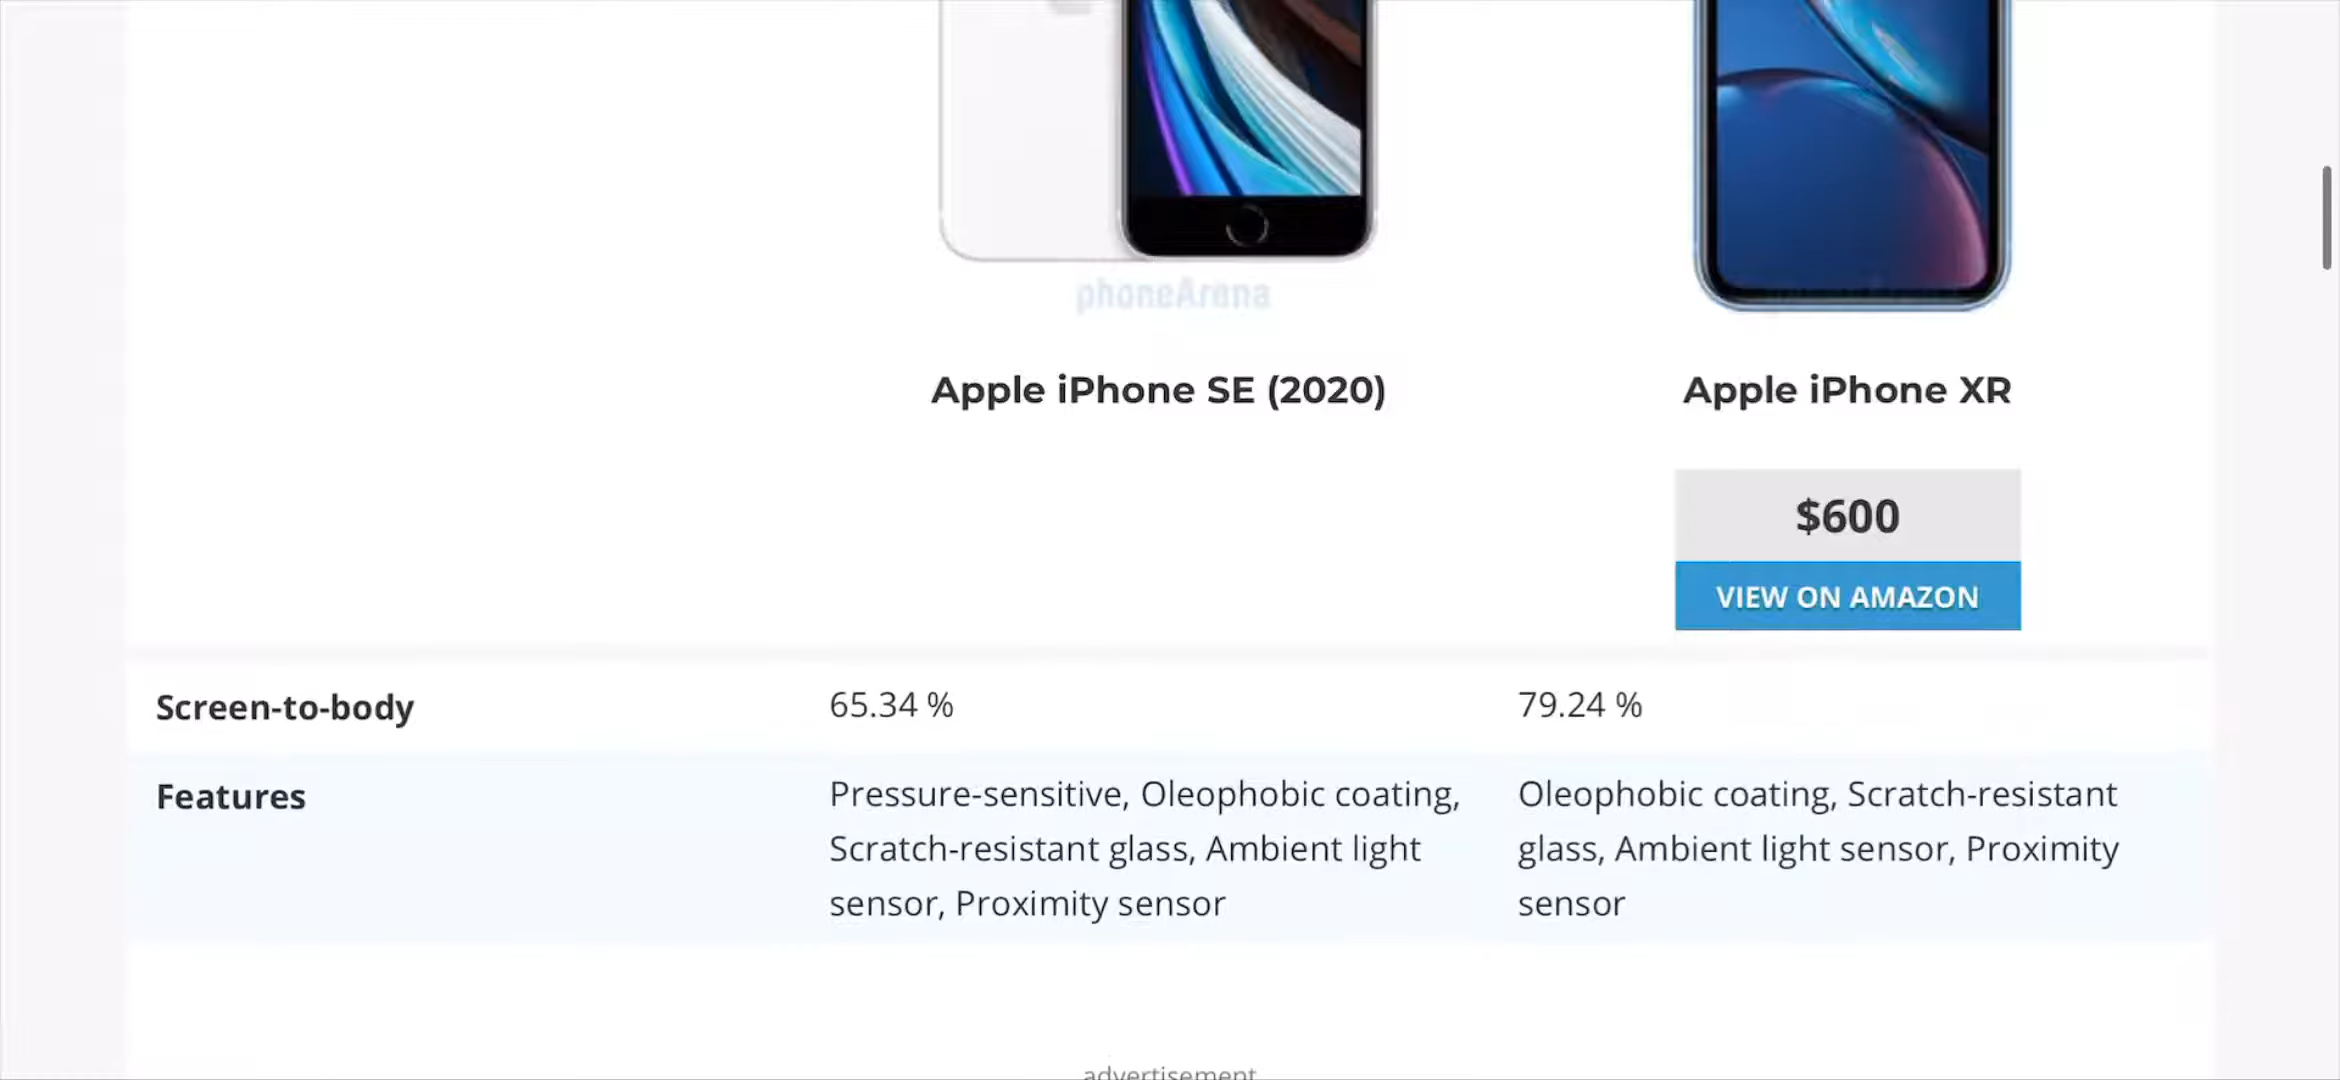 phoneArena
Apple iPhone SE (2020)
Apple iPhone XR
$600
VIEW ON AMAZON
Screen-to-body
65.34 %
79.24 %
Features
Pressure-sensitive, Oleophobic coating,
Scratch-resistant glass, Ambient light
sensor, Proximity sensor
Oleophobic coating, Scratch-resistant
glass, Ambient light sensor, Proximity
sensor
advertisement